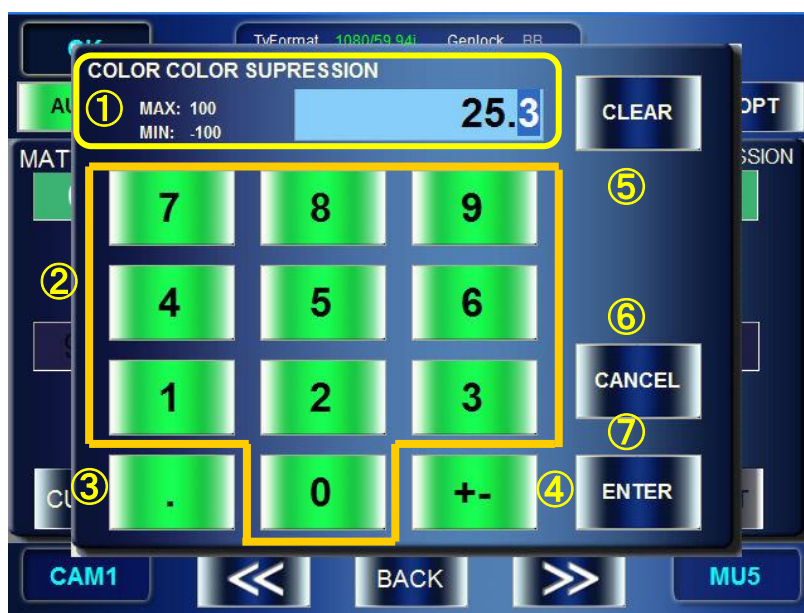 TvFormat 1080/59.94i Genlock BB
COLOR COLOR SUPRESSION
① MAX: 100
MIN: -100
25.3
CLEAR
OPT
MAT
SSION
⑤
7 8 9
②
4 5 6
⑥
CANCEL
1 2 3
⑦
③ . 0 +- ④ ENTER
CAM1 << BACK >> MU5